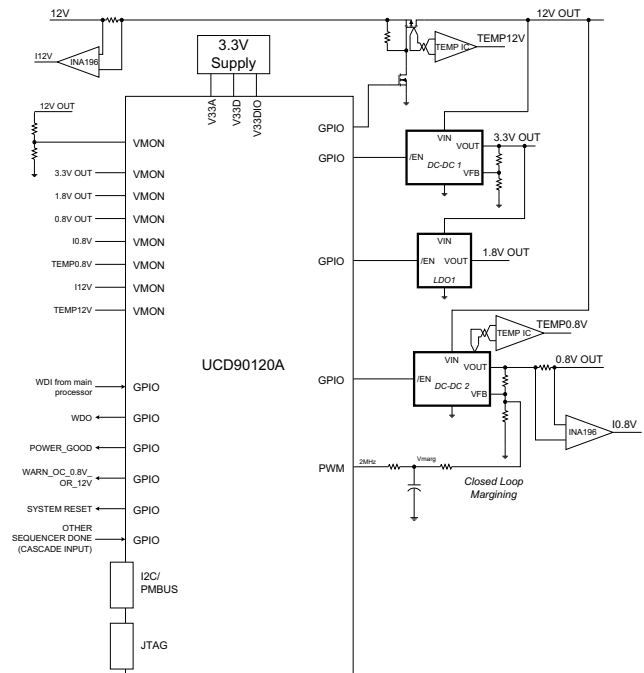 12V
12V OUT
I12V
INA196
3.3V
Supply
TEMP IC
TEMP12V
V33A
V33D
V33DIO
12V OUT
GPIO
VIN
3.3V OUT
VMON
GPIO
/EN
VOUT
DC-DC 1
VFB
3.3V OUT
VMON
1.8V OUT
VMON
0.8V OUT
VMON
I0.8V
VMON
VIN
GPIO
/EN
VOUT
1.8V OUT
LDO1
TEMP0.8V
VMON
I12V
VMON
TEMP12V
VMON
TEMP IC
TEMP0.8V
UCD90120A
VIN
0.8V OUT
GPIO
/EN
VOUT
DC-DC 2
VFB
WDI from main
processor
GPIO
WDO
GPIO
INA196
I0.8V
POWER_GOOD
GPIO
WARN_OC_0.8V_
OR_12V
GPIO
PWM
2MHz
Vmarg
Closed Loop
Margining
SYSTEM RESET
GPIO
OTHER
SEQUENCER DONE
(CASCADE INPUT)
GPIO
I2C/
PMBUS
JTAG